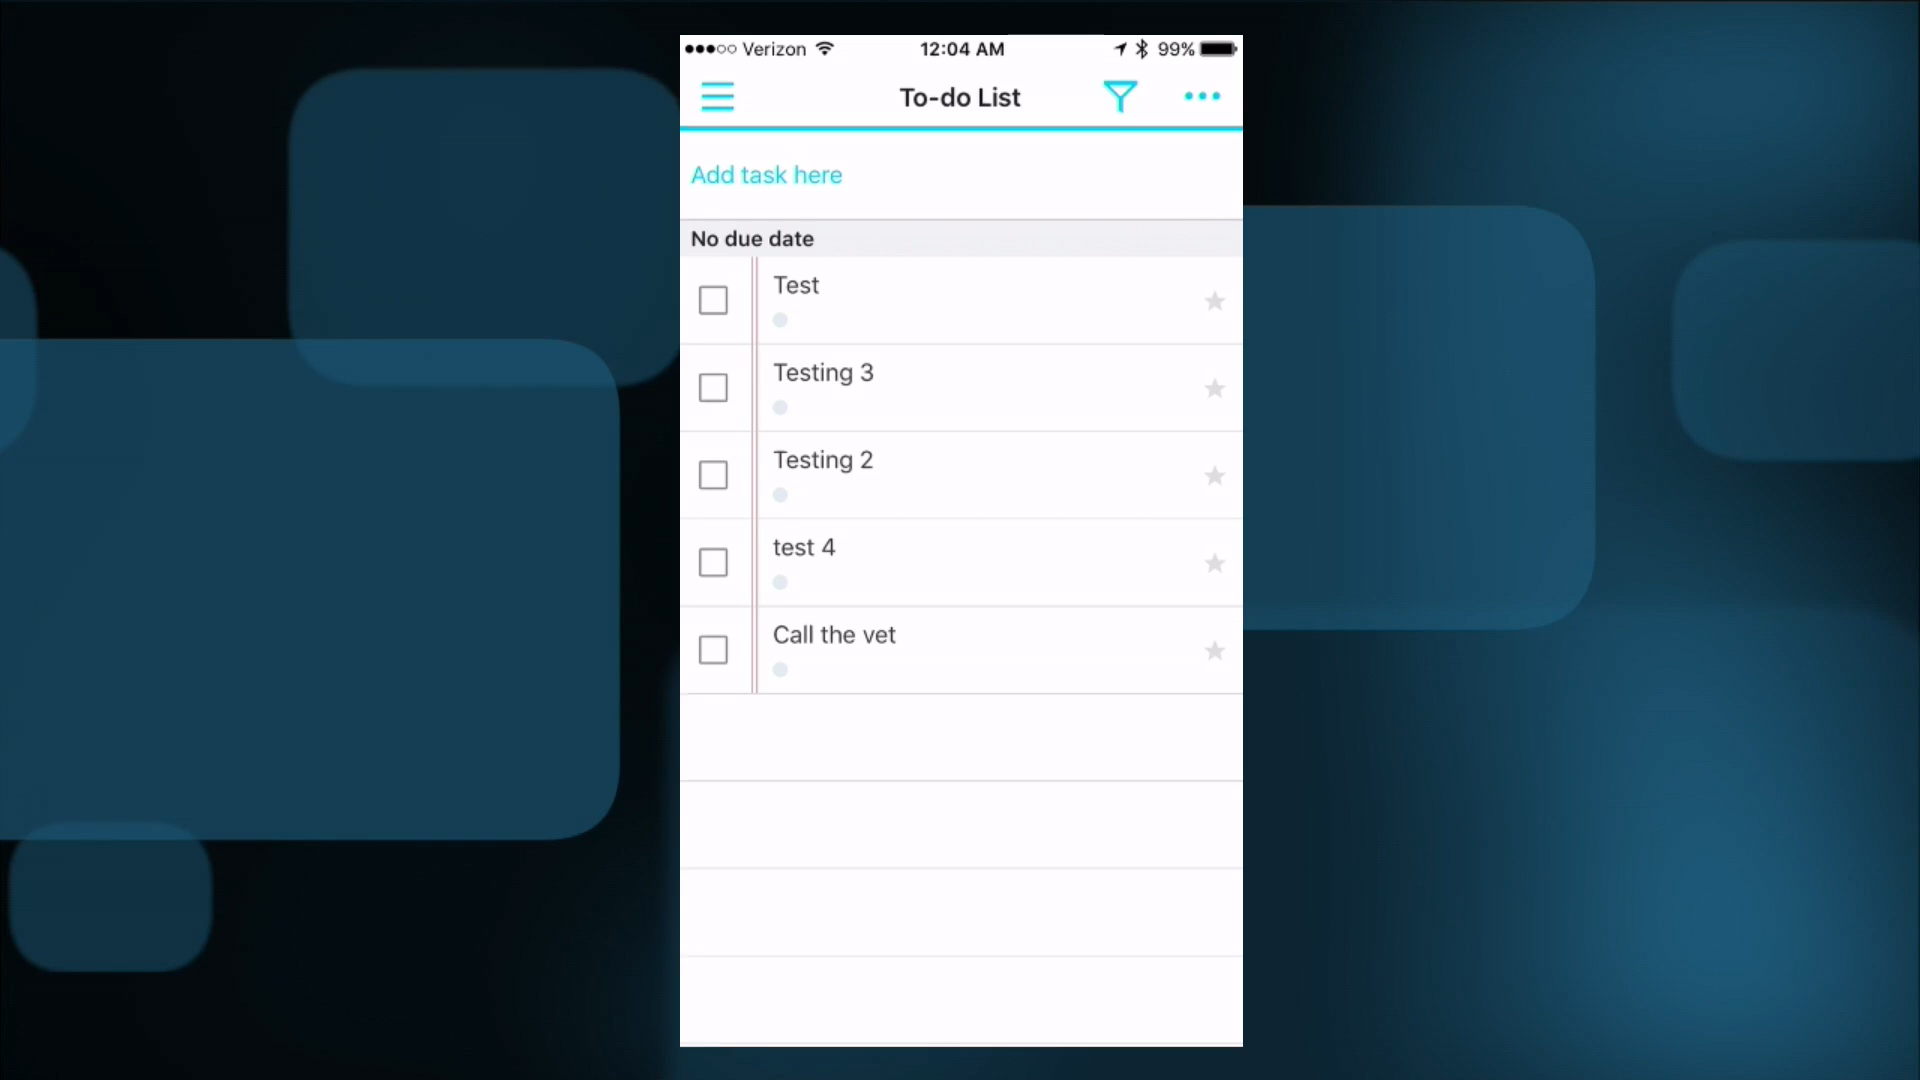 Verizon 12:04 AM 99%
To-do List
Add task here
No due date
Test
Testing 3
Testing 2
test 4
Call the vet